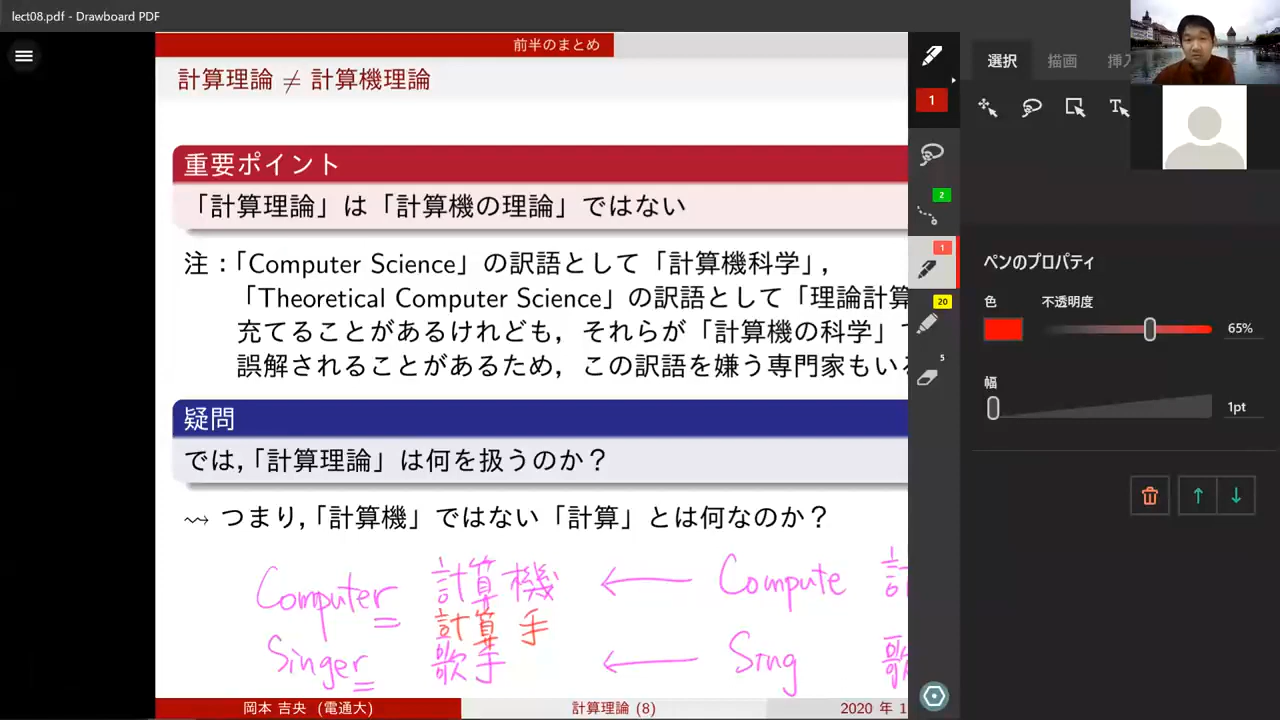 lect08.pdf - Drawboard PDF
前半のまとめ
計算理論 ≠ 計算機理論
重要ポイント
「計算理論」は「計算機の理論」ではない
注：「Computer Science」の訳語として「計算機科学」，
「Theoretical Computer Science」の訳語として「理論計算
充てることがあるけれども，それらが「計算機の科学」
誤解されることがあるため，この訳語を嫌う専門家もい
疑問
では，「計算理論」は何を扱うのか？
⇝ つまり，「計算機」ではない「計算」とは何なのか？
Computer 計算機 ← Compute 計
計算手
Singer 歌手 ← Sing 歌
岡本 吉央 (電通大) 計算理論 (8) 2020 年 1
1
2
1
20
5
選択 描画
ペンのプロパティ
色 不透明度
65%
幅
1pt